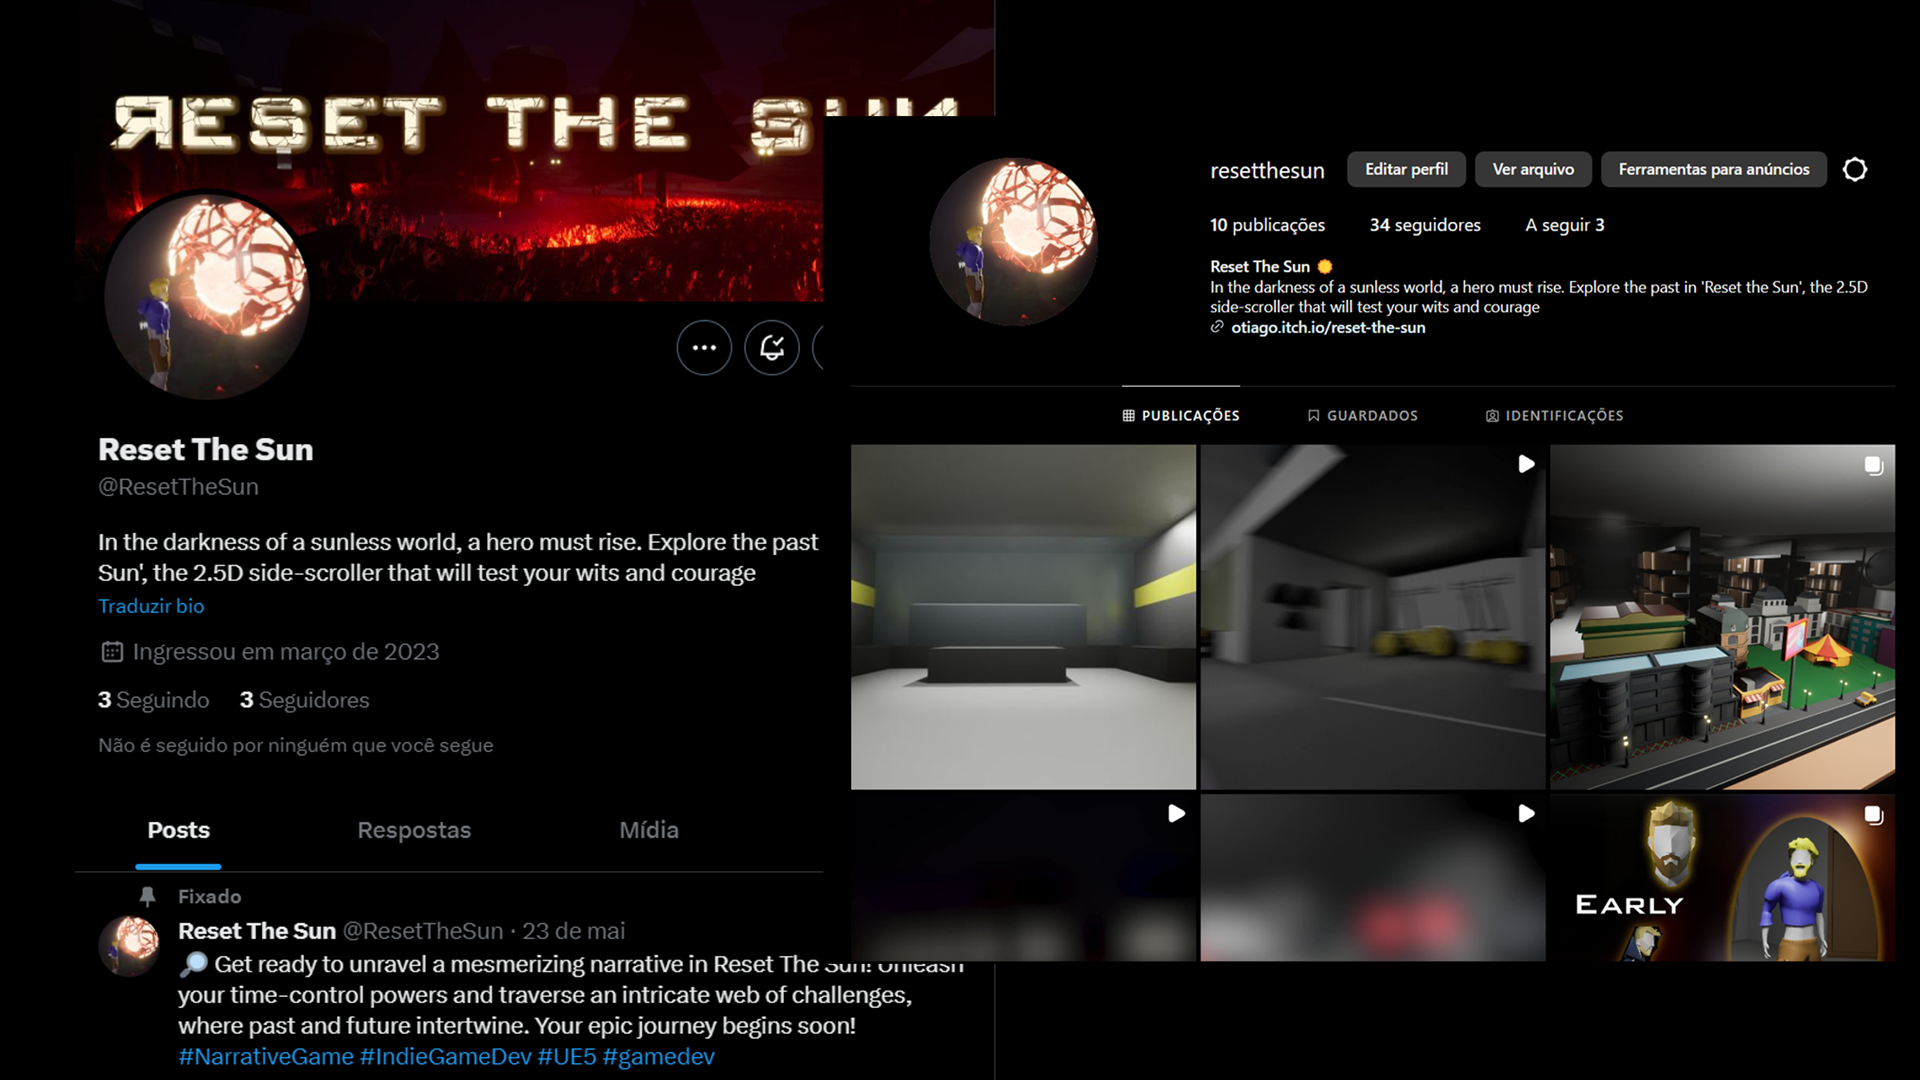 ЯESET THE SUN
Reset The Sun
@ResetTheSun
In the darkness of a sunless world, a hero must rise. Explore the past
Sun', the 2.5D side-scroller that will test your wits and courage
Traduzir bio
Ingressou em março de 2023
3 Seguindo 3 Seguidores
Não é seguido por ninguém que você segue
Posts Respostas Mídia
Fixado
Reset The Sun @ResetTheSun · 23 de mai
🔎 Get ready to unravel a mesmerizing narrative in Reset The Sun! Unleash
your time-control powers and traverse an intricate web of challenges,
where past and future intertwine. Your epic journey begins soon!
#NarrativeGame #IndieGameDev #UE5 #gamedev
resetthesun Editar perfil Ver arquivo Ferramentas para anúncios
10 publicações 34 seguidores A seguir 3
Reset The Sun
In the darkness of a sunless world, a hero must rise. Explore the past in 'Reset the Sun', the 2.5D
side-scroller that will test your wits and courage
otiago.itch.io/reset-the-sun
PUBLICAÇÕES GUARDADOS IDENTIFICAÇÕES
EARLY